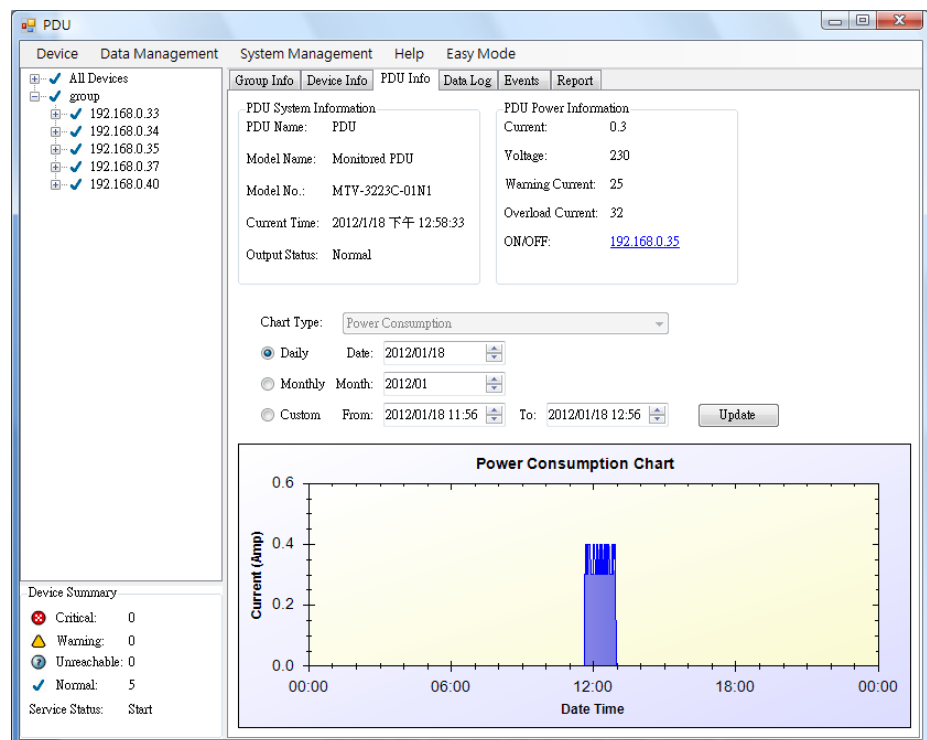 PDU
Device Data Management System Management Help Easy Mode
All Devices
group
192.168.0.33
192.168.0.34
192.168.0.35
192.168.0.37
192.168.0.40
Device Summary
Critical: 0
Warning: 0
Unreachable: 0
Normal: 5
Service Status: Start
Group Info Device Info PDU Info Data Log Events Report
PDU System Information
PDU Name: PDU
Model Name: Monitored PDU
Model No.: MTV-3223C-01N1
Current Time: 2012/1/18 下午 12:58:33
Output Status: Normal
PDU Power Information
Current: 0.3
Voltage: 230
Warning Current: 25
Overload Current: 32
ON/OFF: 192.168.0.35
Chart Type: Power Consumption
Daily Date: 2012/01/18
Monthly Month: 2012/01
Custom From: 2012/01/18 11:56 To: 2012/01/18 12:56 Update
Power Consumption Chart
Current (Amp)
0.6
0.4
0.2
0.0
00:00 06:00 12:00 18:00 00:00
Date Time